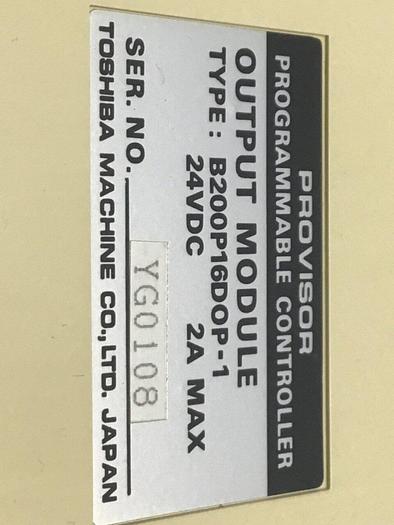 PROVISOR
PROGRAMMABLE CONTROLLER
OUTPUT MODULE
TYPE: B200P16DOP-1
24VDC 2A MAX
SER. NO. YG0108
TOSHIBA MACHINE CO.,LTD. JAPAN